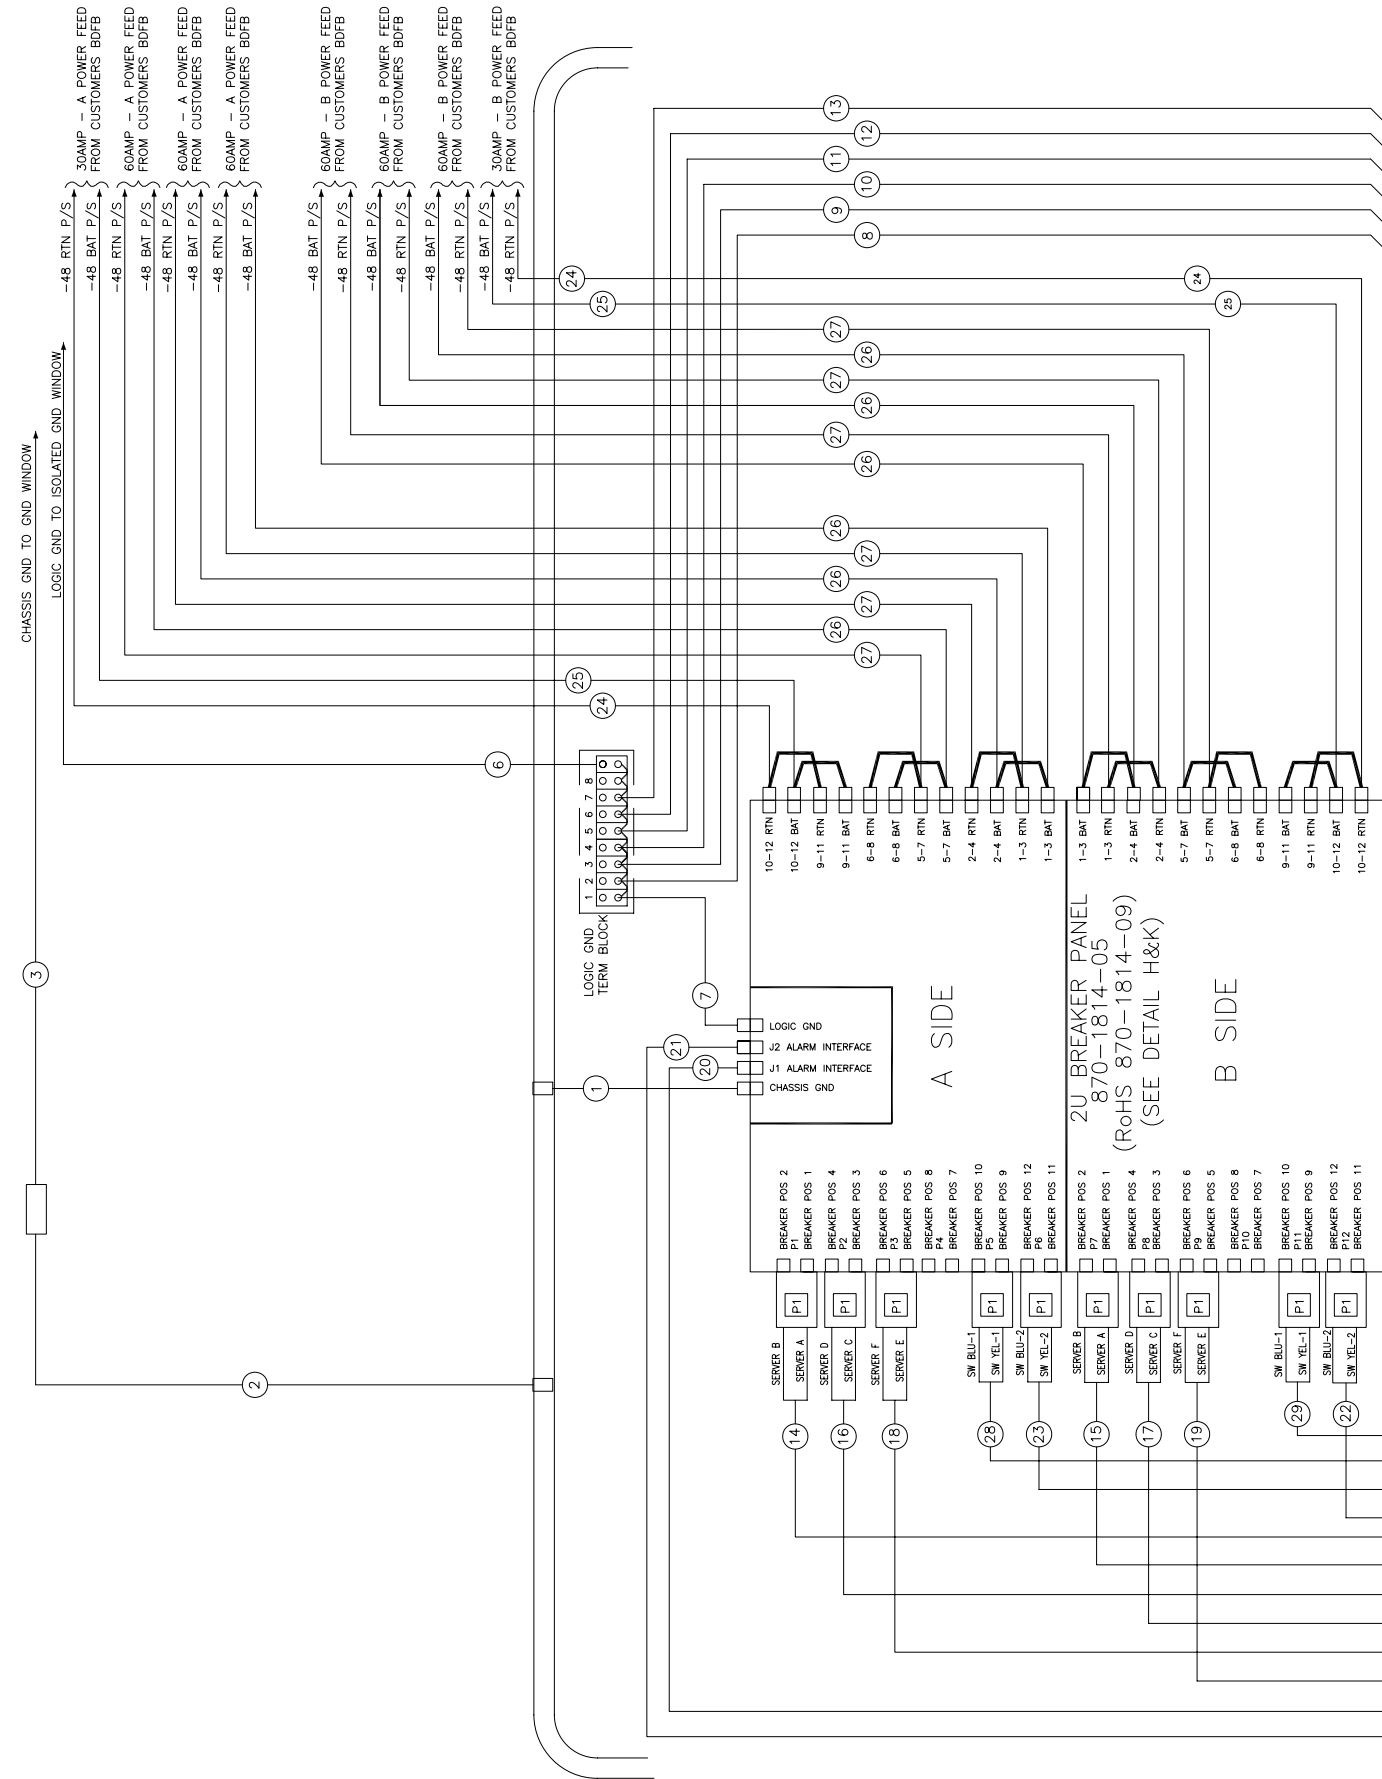 30AMP - A POWER FEED
FROM CUSTOMERS BDFB
60AMP - A POWER FEED
FROM CUSTOMERS BDFB
60AMP - A POWER FEED
FROM CUSTOMERS BDFB
60AMP - A POWER FEED
FROM CUSTOMERS BDFB
60AMP - B POWER FEED
FROM CUSTOMERS BDFB
60AMP - B POWER FEED
FROM CUSTOMERS BDFB
60AMP - B POWER FEED
FROM CUSTOMERS BDFB
30AMP - B POWER FEED
FROM CUSTOMERS BDFB
-48 RTN P/S
-48 BAT P/S
-48 RTN P/S
-48 BAT P/S
-48 RTN P/S
-48 BAT P/S
-48 RTN P/S
-48 BAT P/S
-48 BAT P/S
-48 RTN P/S
-48 BAT P/S
-48 RTN P/S
-48 BAT P/S
-48 RTN P/S
-48 BAT P/S
-48 RTN P/S
CHASSIS GND TO GND WINDOW
LOGIC GND TO ISOLATED GND WINDOW
13
12
11
10
9
8
24
24
25
25
27
26
27
26
27
26
26
27
26
27
26
27
25
24
6
3
2
1
7
21
20
LOGIC GND
TERM BLOCK
1 2 3 4 5 6 7 8
10-12 RTN
10-12 BAT
9-11 RTN
9-11 BAT
6-8 RTN
6-8 BAT
5-7 RTN
5-7 BAT
2-4 RTN
2-4 BAT
1-3 RTN
1-3 BAT
1-3 BAT
1-3 RTN
2-4 BAT
2-4 RTN
5-7 BAT
5-7 RTN
6-8 BAT
6-8 RTN
9-11 BAT
9-11 RTN
10-12 BAT
10-12 RTN
LOGIC GND
J2 ALARM INTERFACE
J1 ALARM INTERFACE
CHASSIS GND
A SIDE
2U BREAKER PANEL
870-1814-05
(RoHS 870-1814-09)
(SEE DETAIL H&K)
B SIDE
BREAKER POS 2
P1
BREAKER POS 1
BREAKER POS 4
P2
BREAKER POS 3
BREAKER POS 6
P3
BREAKER POS 5
BREAKER POS 8
P4
BREAKER POS 7
BREAKER POS 10
P5
BREAKER POS 9
BREAKER POS 12
P6
BREAKER POS 11
BREAKER POS 2
P7
BREAKER POS 1
BREAKER POS 4
P8
BREAKER POS 3
BREAKER POS 6
P9
BREAKER POS 5
BREAKER POS 8
P10
BREAKER POS 7
BREAKER POS 10
P11
BREAKER POS 9
BREAKER POS 12
P12
BREAKER POS 11
P1
P1
P1
P1
P1
P1
P1
P1
P1
P1
SERVER B
SERVER A
SERVER D
SERVER C
SERVER F
SERVER E
SW BLU-1
SW YEL-1
SW BLU-2
SW YEL-2
SERVER B
SERVER A
SERVER D
SERVER C
SERVER F
SERVER E
SW BLU-1
SW YEL-1
SW BLU-2
SW YEL-2
14
16
18
28
23
15
17
19
29
22